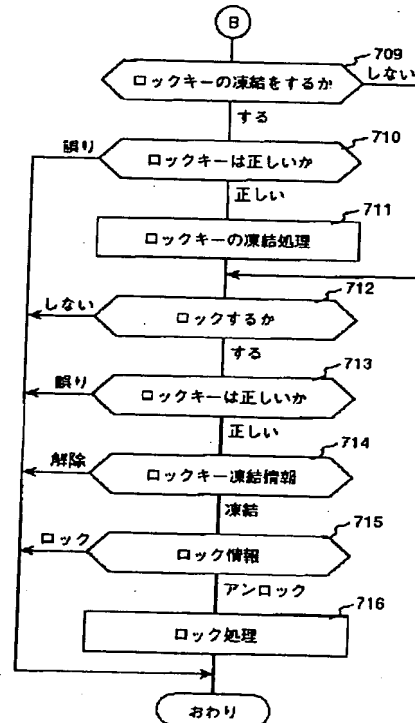 B
709
ロックキーの凍結をするか
しない
する
710
誤り
ロックキーは正しいか
正しい
711
ロックキーの凍結処理
712
しない
ロックするか
する
713
誤り
ロックキーは正しいか
正しい
714
解除
ロックキー凍結情報
凍結
715
ロック
ロック情報
アンロック
716
ロック処理
おわり